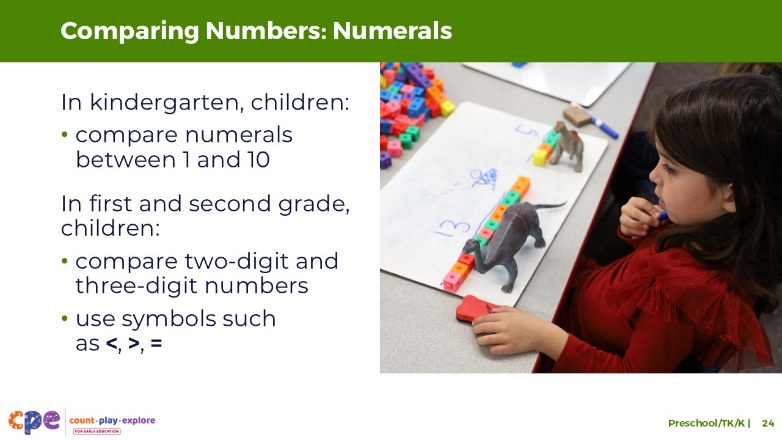 Comparing Numbers: Numerals
In kindergarten, children:
• compare numerals
between 1 and 10
In first and second grade,
children:
• compare two-digit and
three-digit numbers
• use symbols such
as <, >, =
5
13
cpe
count·play·explore
FOR EARLY EDUCATION
Preschool/TK/K | 24